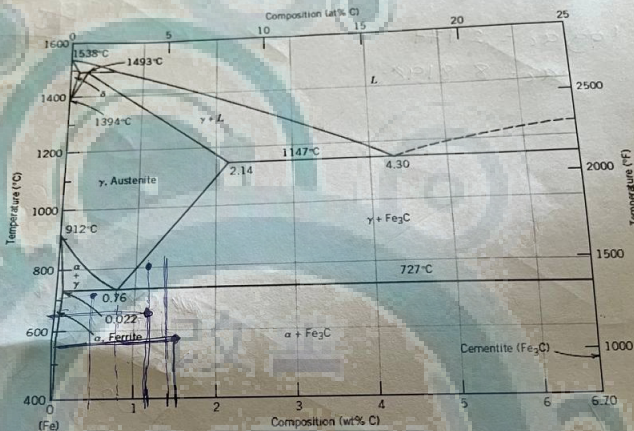 Composition (at% C)
0 5 10 15 20 25
1600
1538°C
1493°C
L
1400
δ
2500
1394°C
γ + L
1200
1147°C
2.14
4.30
2000
γ, Austenite
Temperature (°C)
Temperature (°F)
1000
γ + Fe₃C
912°C
1500
800
α
+
γ
727°C
0.76
0.022
600
α, Ferrite
α + Fe₃C
Cementite (Fe₃C)
1000
400
0 1 2 3 4 5 6 6.70
(Fe)
Composition (wt% C)